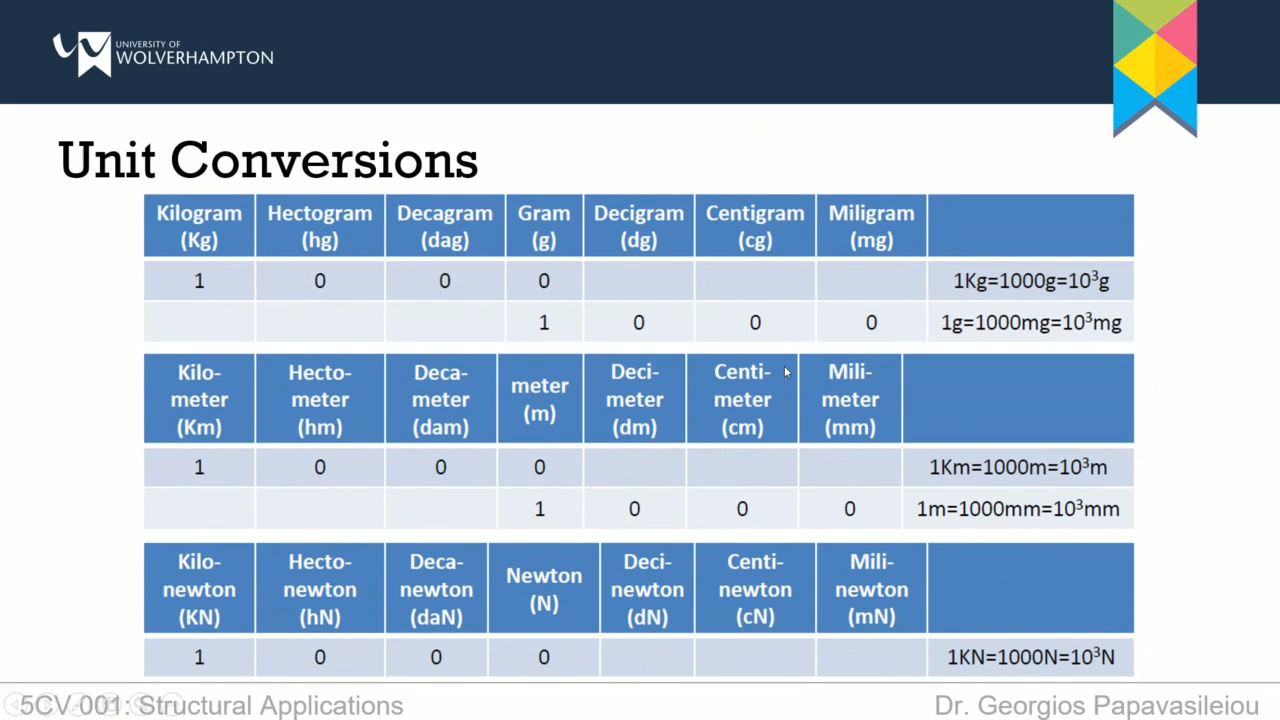 UNIVERSITY OF
WOLVERHAMPTON
Unit Conversions
Kilogram Hectogram Decagram Gram Decigram Centigram Miligram
(Kg) (hg) (dag) (g) (dg) (cg) (mg)
1 0 0 0 1Kg=1000g=10³g
1 0 0 0 1g=1000mg=10³mg
Kilo- Hecto- Deca- meter Deci- Centi- Mili-
meter meter meter (m) meter meter meter
(Km) (hm) (dam) (dm) (cm) (mm)
1 0 0 0 1Km=1000m=10³m
1 0 0 0 1m=1000mm=10³mm
Kilo- Hecto- Deca- Newton Deci- Centi- Mili-
newton newton newton (N) newton newton newton
(KN) (hN) (daN) (dN) (cN) (mN)
1 0 0 0 1KN=1000N=10³N
5CV 001: Structural Applications Dr. Georgios Papavasileiou